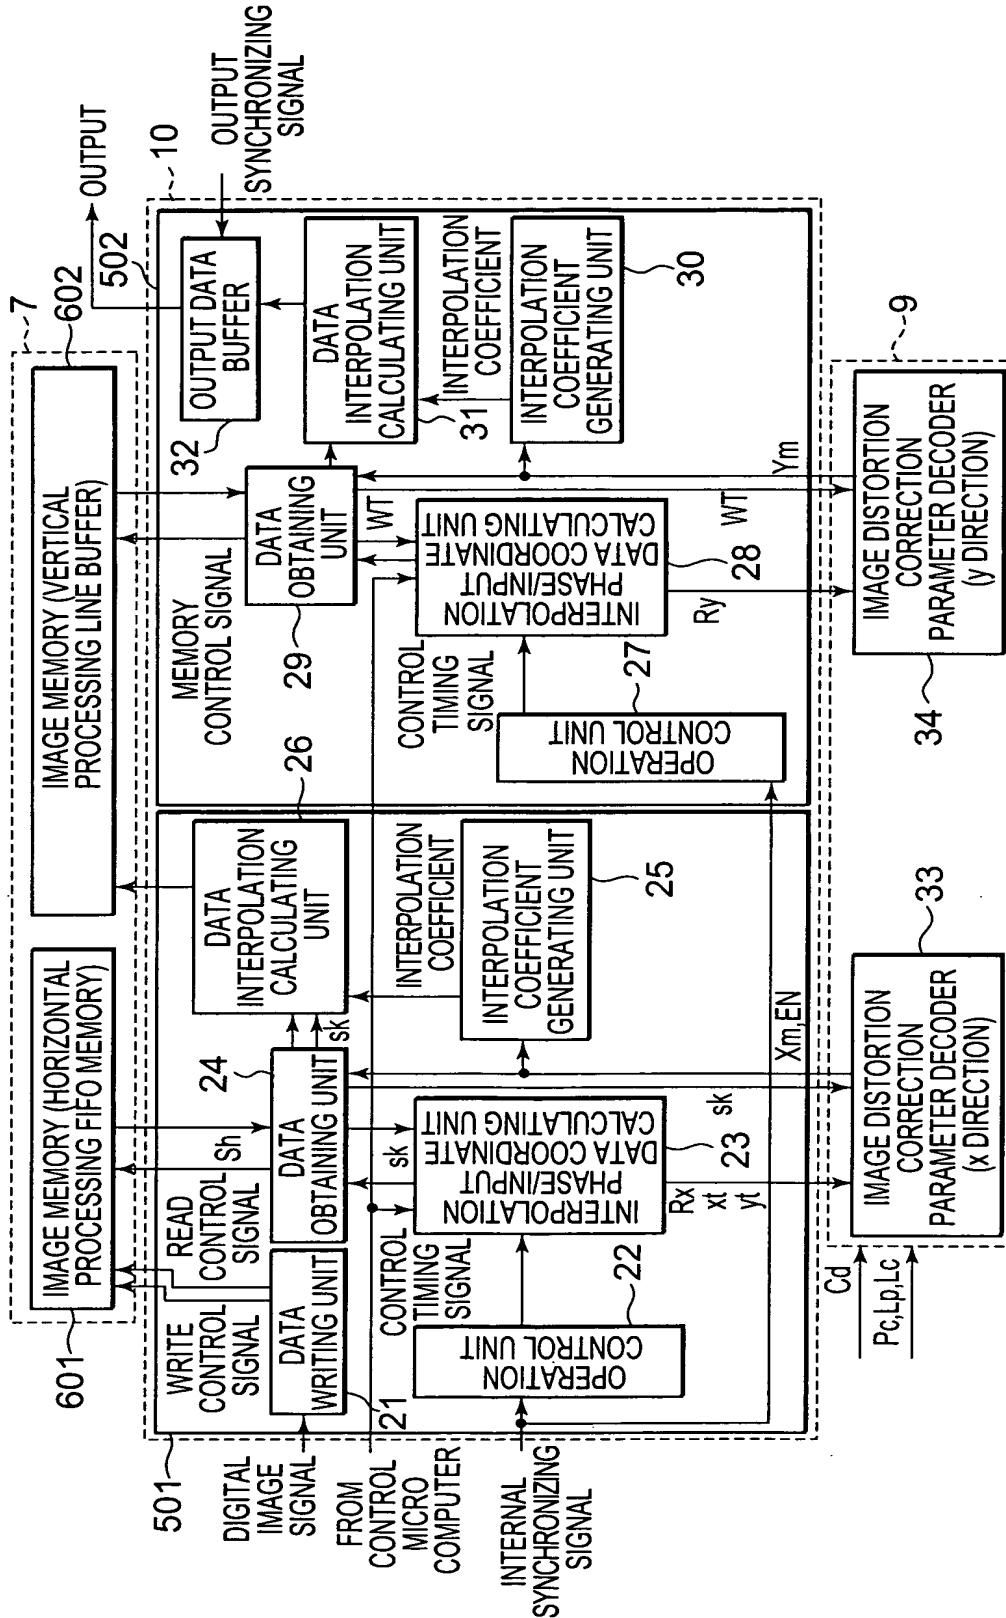 7
601
IMAGE MEMORY (HORIZONTAL
PROCESSING FIFO MEMORY)
602
IMAGE MEMORY (VERTICAL
PROCESSING LINE BUFFER)
OUTPUT
501
502
10
WRITE
CONTROL
SIGNAL
READ
CONTROL
SIGNAL
Sh
MEMORY
CONTROL SIGNAL
OUTPUT
SYNCHRONIZING
SIGNAL
DIGITAL
IMAGE
SIGNAL
DATA
WRITING UNIT
21
DATA
OBTAINING UNIT
24
sk
DATA
INTERPOLATION
CALCULATING
UNIT
26
DATA
OBTAINING
UNIT
29
OUTPUT DATA
BUFFER
32
DATA
INTERPOLATION
CALCULATING UNIT
31
FROM
CONTROL
MICRO
COMPUTER
CONTROL
TIMING
SIGNAL
sk
INTERPOLATION
COEFFICIENT
CONTROL
TIMING
SIGNAL
WT
INTERPOLATION
COEFFICIENT
INTERNAL
SYNCHRONIZING
SIGNAL
OPERATION
CONTROL UNIT
22
INTERPOLATION
PHASE/INPUT
DATA COORDINATE
CALCULATING UNIT
23
INTERPOLATION
COEFFICIENT
GENERATING UNIT
25
OPERATION
CONTROL UNIT
27
INTERPOLATION
PHASE/INPUT
DATA COORDINATE
CALCULATING UNIT
28
INTERPOLATION
COEFFICIENT
GENERATING UNIT
30
Rx
xt
yt
sk
Xm,EN
Ry
WT
Ym
9
Cd
Pc,Lp,Lc
IMAGE DISTORTION
CORRECTION
PARAMETER DECODER
(x DIRECTION)
33
IMAGE DISTORTION
CORRECTION
PARAMETER DECODER
(y DIRECTION)
34